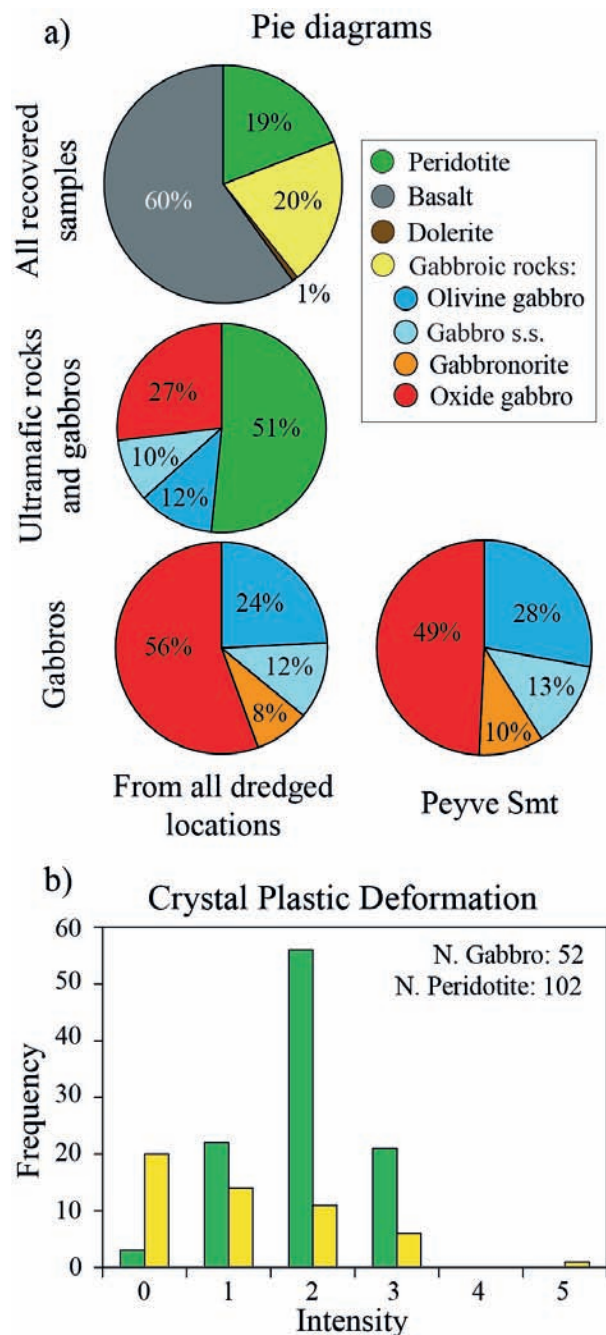 a)
Pie diagrams
All recovered
samples
19%
60%
20%
1%
Peridotite
Basalt
Dolerite
Gabbroic rocks:
Olivine gabbro
Gabbro s.s.
Gabbronorite
Oxide gabbro
Ultramafic rocks
and gabbros
27%
51%
10%
12%
Gabbros
24%
56%
12%
8%
28%
49%
13%
10%
From all dredged
locations
Peyve Smt
b)
Crystal Plastic Deformation
60
50
40
30
20
10
0
Frequency
N. Gabbro: 52
N. Peridotite: 102
0 1 2 3 4 5
Intensity